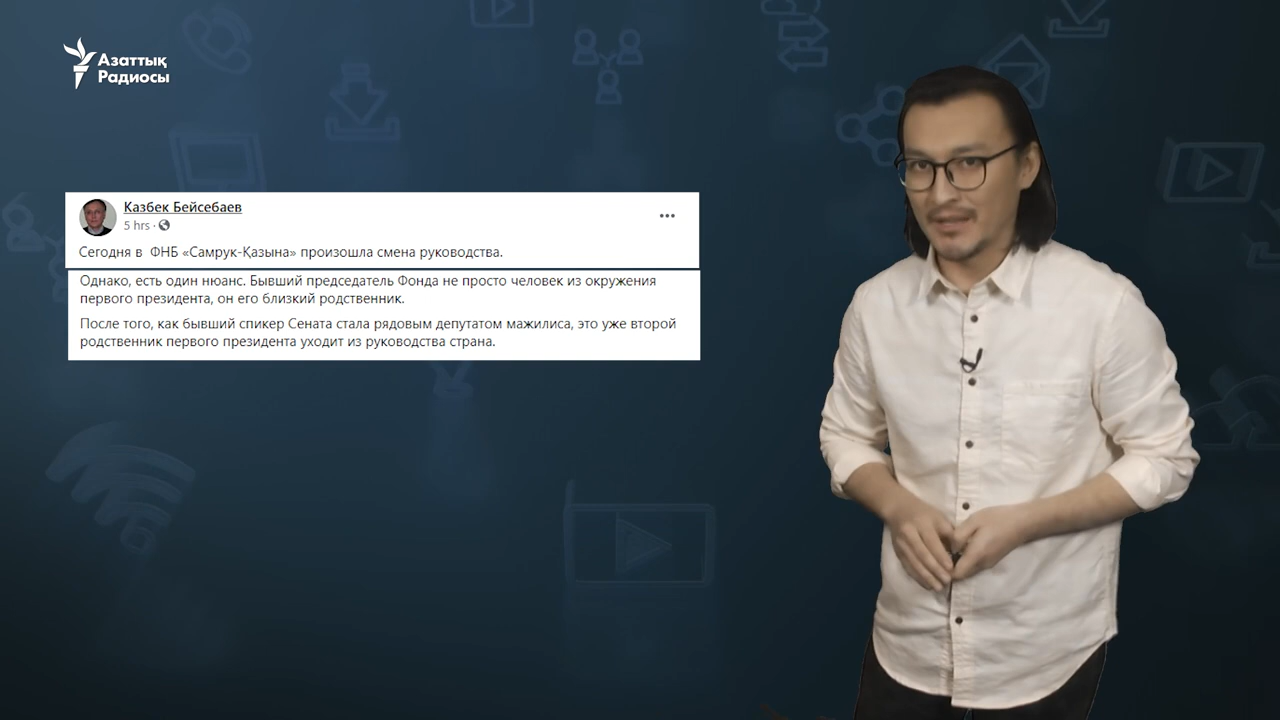 Азаттық
Радиосы
Казбек Бейсебаев
5 hrs ·
Сегодня в ФНБ «Самрук-Қазына» произошла смена руководства.
Однако, есть один нюанс. Бывший председатель Фонда не просто человек из окружения
первого президента, он его близкий родственник.
После того, как бывший спикер Сената стала рядовым депутатом мажилиса, это уже второй
родственник первого президента уходит из руководства страна.